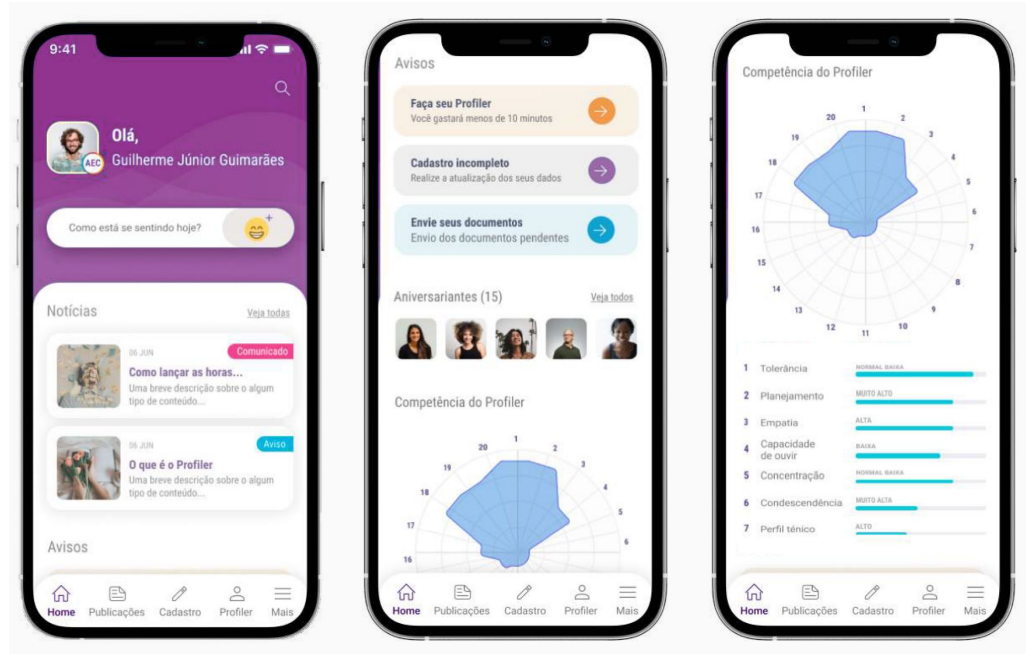 9:41
Olá,
Guilherme Júnior Guimarães
AEC
Como está se sentindo hoje?
Notícias
Veja todas
06 JUN
Comunicado
Como lançar as horas...
Uma breve descrição sobre o algum
tipo de conteúdo...
06 JUN
Aviso
O que é o Profiler
Uma breve descrição sobre o algum
tipo de conteúdo...
Avisos
Home
Publicações
Cadastro
Profiler
Mais
Avisos
Faça seu Profiler
Você gastará menos de 10 minutos
Cadastro incompleto
Realize a atualização dos seus dados
Envie seus documentos
Envio dos documentos pendentes
Aniversariantes (15)
Veja todos
Competência do Profiler
1
2
3
4
5
6
16
17
18
19
20
Home
Publicações
Cadastro
Profiler
Mais
Competência do Profiler
1
2
3
4
5
6
7
8
9
10
11
12
13
14
15
16
17
18
19
20
1 Tolerância NORMAL BAIXA
2 Planejamento MUITO ALTO
3 Empatia ALTA
4 Capacidade
de ouvir BAIXA
5 Concentração NORMAL BAIXA
6 Condescendência MUITO ALTA
7 Perfil ténico ALTO
Home
Publicações
Cadastro
Profiler
Mais